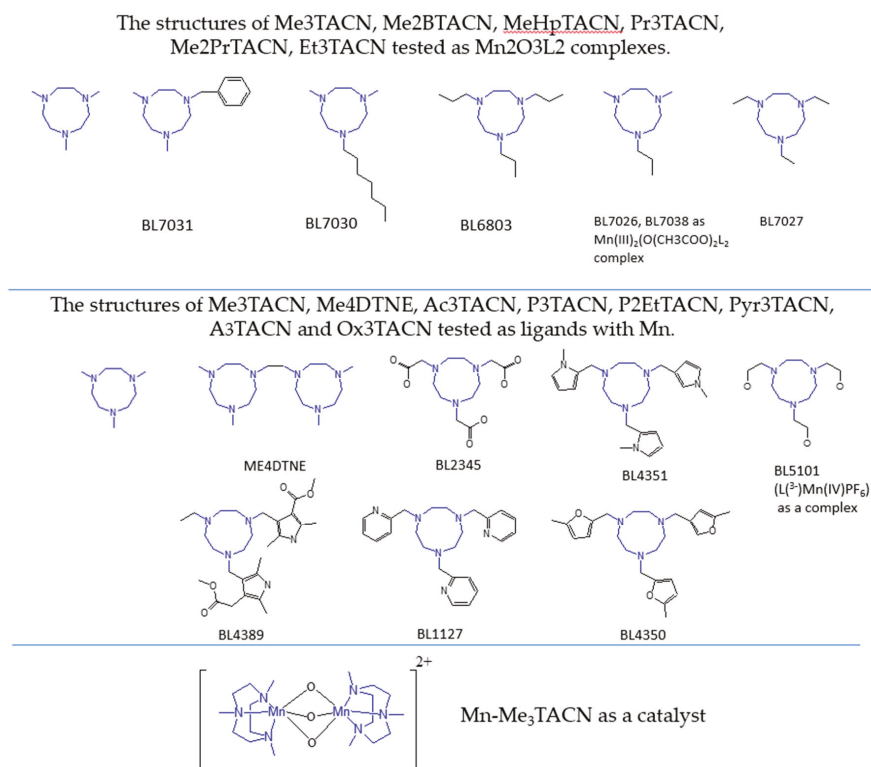 The structures of Me3TACN, Me2BTACN, MeHpTACN, Pr3TACN,
Me2PrTACN, Et3TACN tested as Mn2O3L2 complexes.
N N N N N N N N N N N N
N N N N N N
BL7031
BL7030
BL6803
BL7026, BL7038 as
Mn(III)₂(O(CH3COO)₂L₂
complex
BL7027
The structures of Me3TACN, Me4DTNE, Ac3TACN, P3TACN, P2EtTACN, Pyr3TACN,
A3TACN and Ox3TACN tested as ligands with Mn.
ME4DTNE
BL2345
BL4351
BL5101
(L(³⁻)Mn(IV)PF₆)
as a complex
BL4389
BL1127
BL4350
2+
Mn Mn
Mn-Me₃TACN as a catalyst